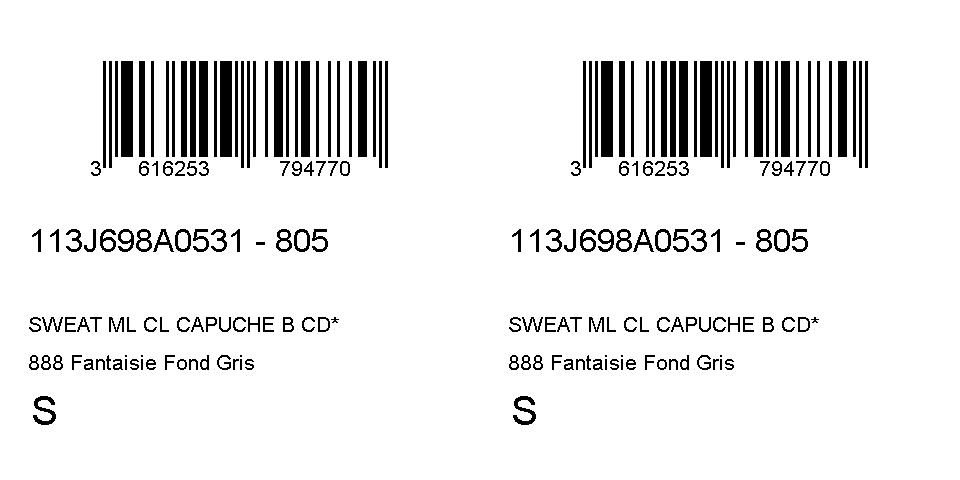 3 616253 794770
113J698A0531 - 805
SWEAT ML CL CAPUCHE B CD*
888 Fantaisie Fond Gris
S
3 616253 794770
113J698A0531 - 805
SWEAT ML CL CAPUCHE B CD*
888 Fantaisie Fond Gris
S